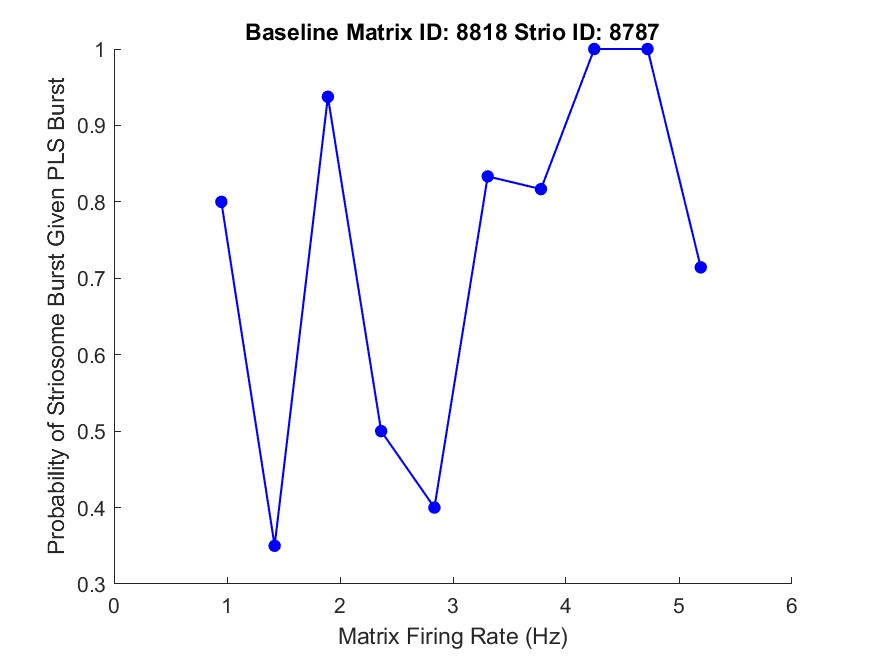 Baseline Matrix ID: 8818 Strio ID: 8787
Probability of Striosome Burst Given PLS Burst
1
0.9
0.8
0.7
0.6
0.5
0.4
0.3
0 1 2 3 4 5 6
Matrix Firing Rate (Hz)